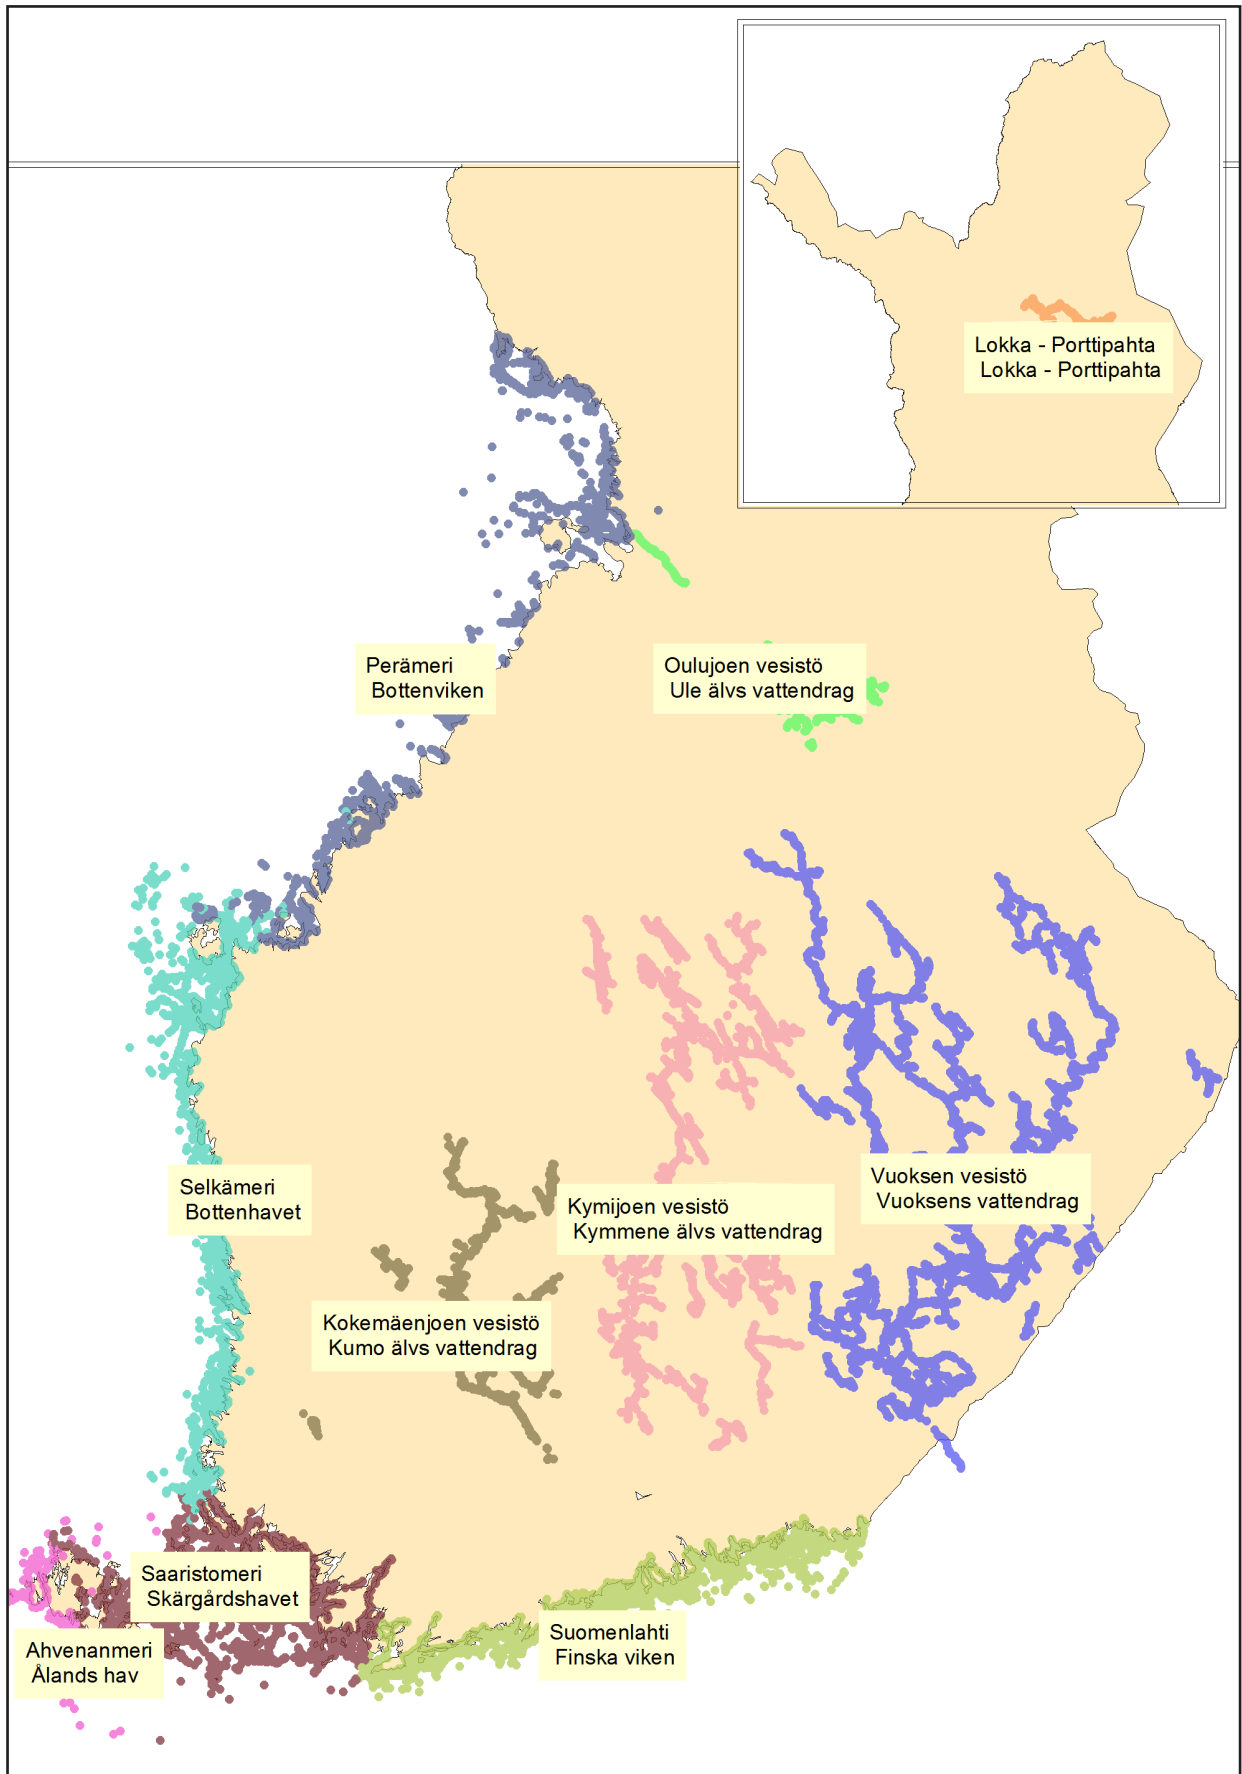 Lokka - Porttipahta
Lokka - Porttipahta
Perämeri
Bottenviken
Oulujoen vesistö
Ule älvs vattendrag
Selkämeri
Bottenhavet
Kymijoen vesistö
Kymmene älvs vattendrag
Vuoksen vesistö
Vuoksens vattendrag
Kokemäenjoen vesistö
Kumo älvs vattendrag
Saaristomeri
Skärgårdshavet
Suomenlahti
Finska viken
Ahvenanmeri
Ålands hav